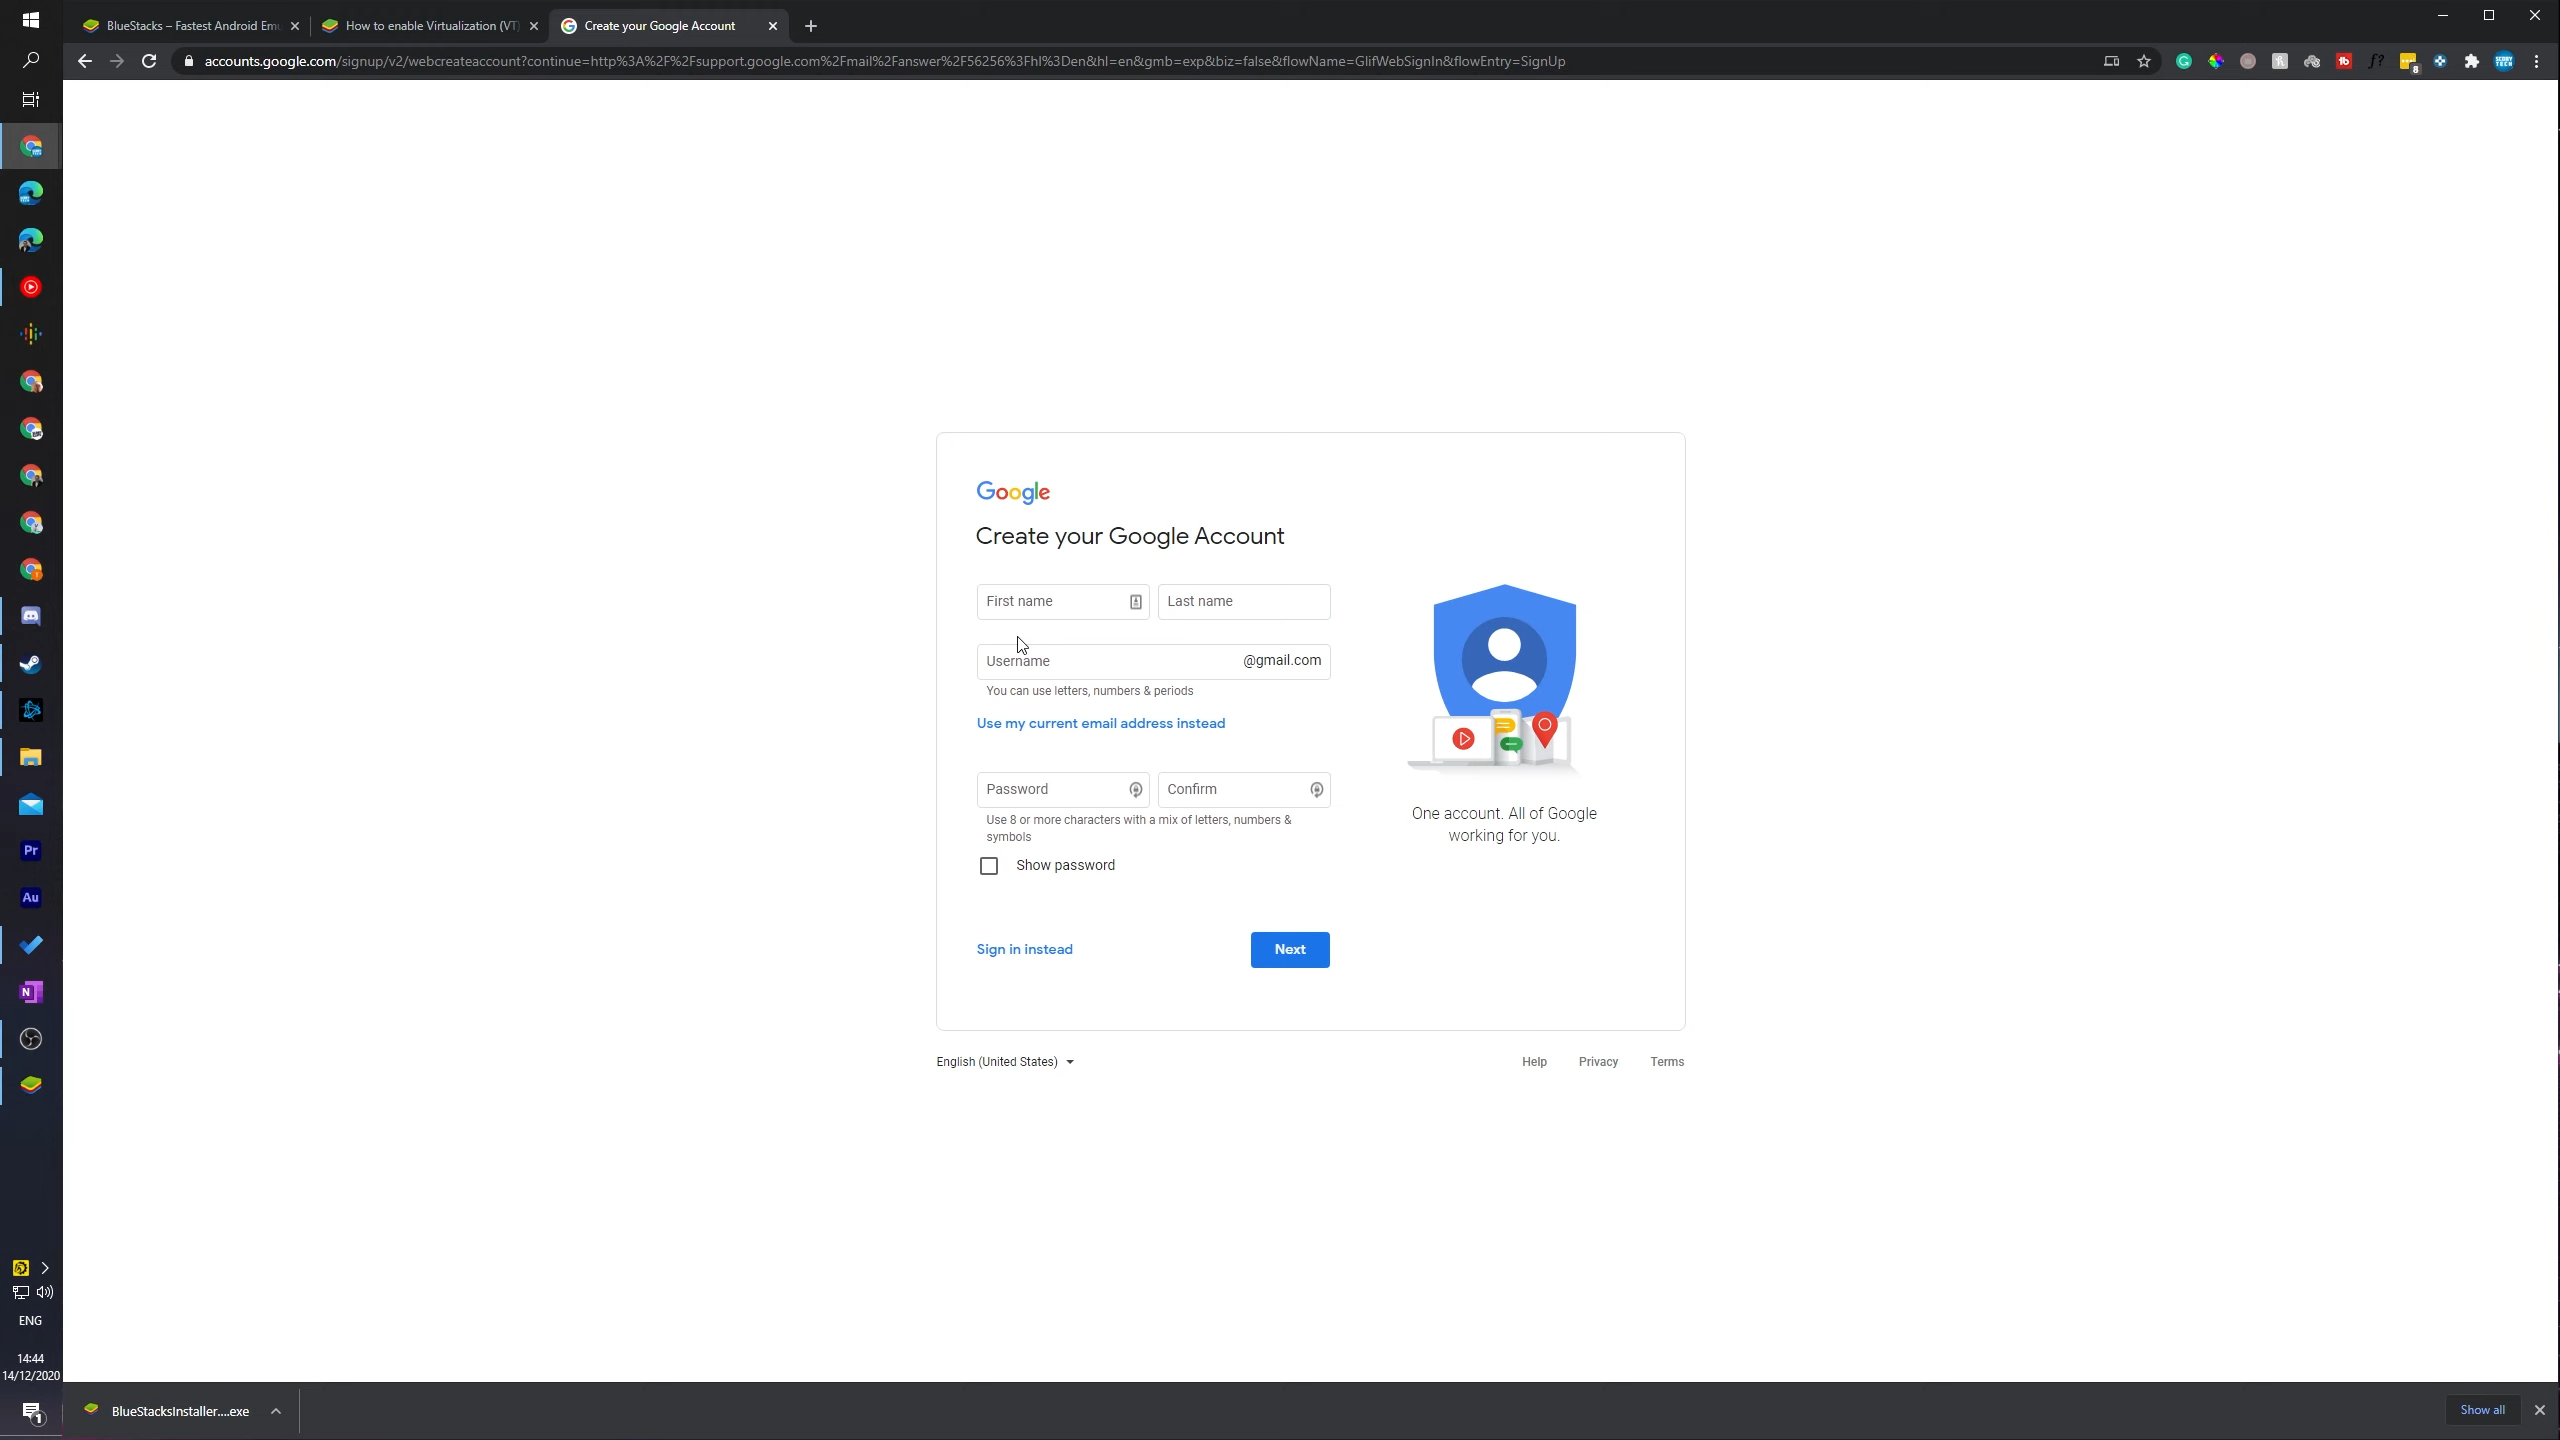 BlueStacks – Fastest Android Em
How to enable Virtualization (VT)
Create your Google Account
accounts.google.com/signup/v2/webcreateaccount?continue=http%3A%2F%2Fsupport.google.com%2Fmail%2Fanswer%2F56256%3Fhl%3Den&hl=en&gmb=exp&biz=false&flowName=GlifWebSignIn&flowEntry=SignUp
Google
Create your Google Account
First name
Last name
Username
@gmail.com
You can use letters, numbers & periods
Use my current email address instead
Password
Confirm
Use 8 or more characters with a mix of letters, numbers &
symbols
Show password
Sign in instead
Next
One account. All of Google
working for you.
English (United States)
Help
Privacy
Terms
Pr
Au
N
ENG
14:44
14/12/2020
1
BlueStacksInstaller....exe
Show all
f?
8